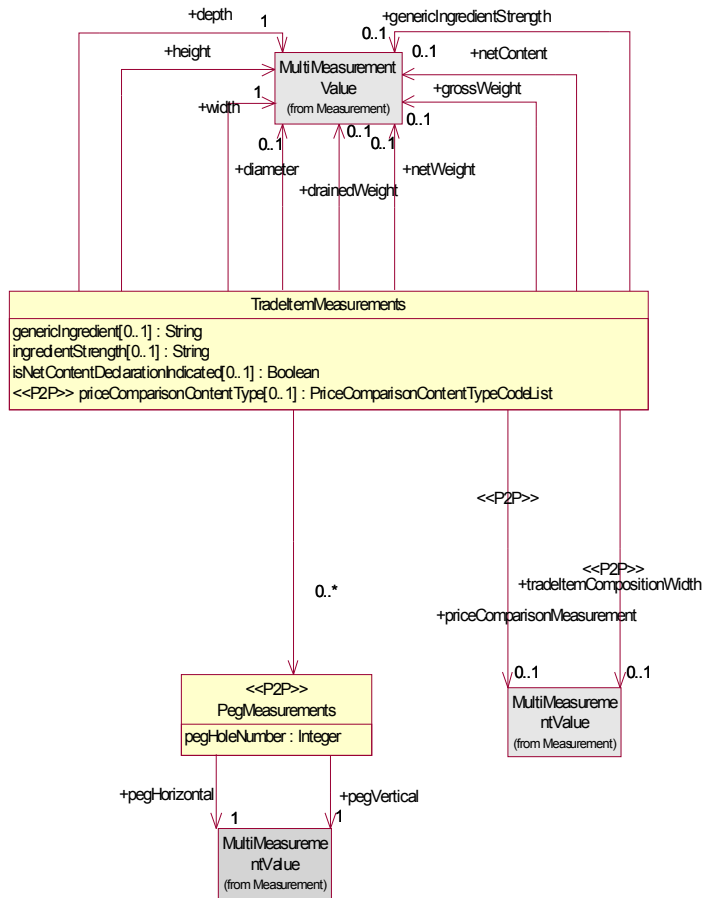 +depth
1
+genericIngredientStrength
0..1
0..1
+height
+netContent
MultiMeasurement
Value
(from Measurement)
1
+width
+grossWeight
0..1
0..1
0..1
0..1
+diameter
+netWeight
+drainedWeight
TradeItemMeasurements
genericIngredient[0..1] : String
ingredientStrength[0..1] : String
isNetContentDeclarationIndicated[0..1] : Boolean
<<P2P>> priceComparisonContentType[0..1] : PriceComparisonContentTypeCodeList
<<P2P>>
<<P2P>>
+tradeItemCompositionWidth
0..*
+priceComparisonMeasurement
0..1
0..1
<<P2P>>
PegMeasurements
pegHoleNumber : Integer
MultiMeasureme
ntValue
(from Measurement)
+pegHorizontal
+pegVertical
1
1
MultiMeasureme
ntValue
(from Measurement)